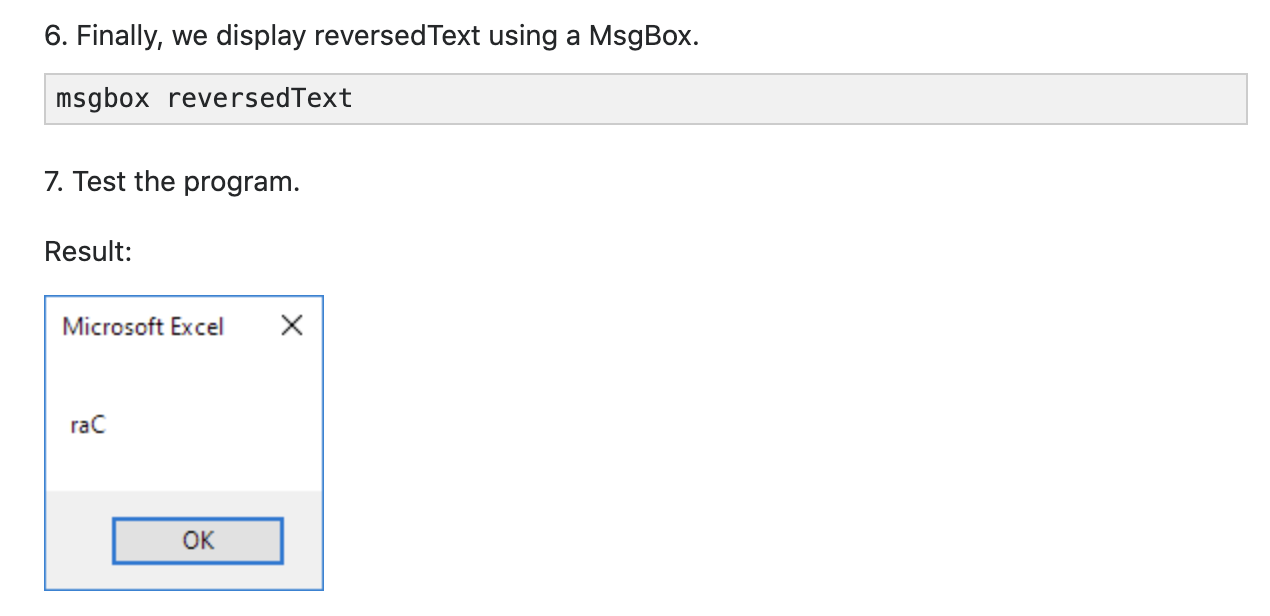 6. Finally, we display reversedText using a MsgBox.
msgbox reversedText
7. Test the program.
Result:
Microsoft Excel
raC
OK